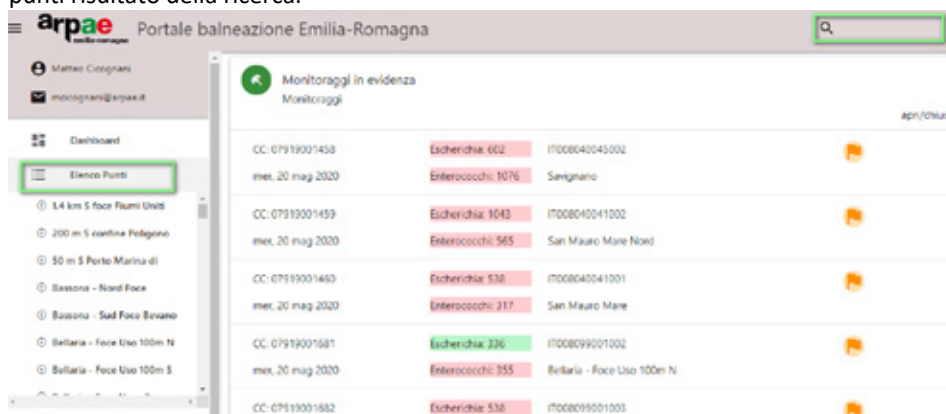 punti risultato della ricerca.
arpae
emilia-romagna
Portale balneazione Emilia-Romagna
Matteo Cicognani
mcicognani@arpae.it
Dashboard
Elenco Punti
1,4 km S foce Fiumi Uniti
200 m S confine Poligono
50 m S Porto Marina di
Bassona - Nord Foce
Bassona - Sud Foce Bevano
Bellaria - Foce Uso 100m N
Bellaria - Foce Uso 100m S
Monitoraggi in evidenza
Monitoraggi
apri/chiu
CC: 07919001458 Escherichia: 602 IT008040045002
mer, 20 mag 2020 Enterococchi: 1076 Savignano
CC: 07919001459 Escherichia: 1043 IT008040041002
mer, 20 mag 2020 Enterococchi: 565 San Mauro Mare Nord
CC: 07919001460 Escherichia: 538 IT008040041001
mer, 20 mag 2020 Enterococchi: 317 San Mauro Mare
CC: 07919001681 Escherichia: 336 IT008099001002
mer, 20 mag 2020 Enterococchi: 355 Bellaria - Foce Uso 100m N
CC: 07919001682 Escherichia: 538 IT008099001003